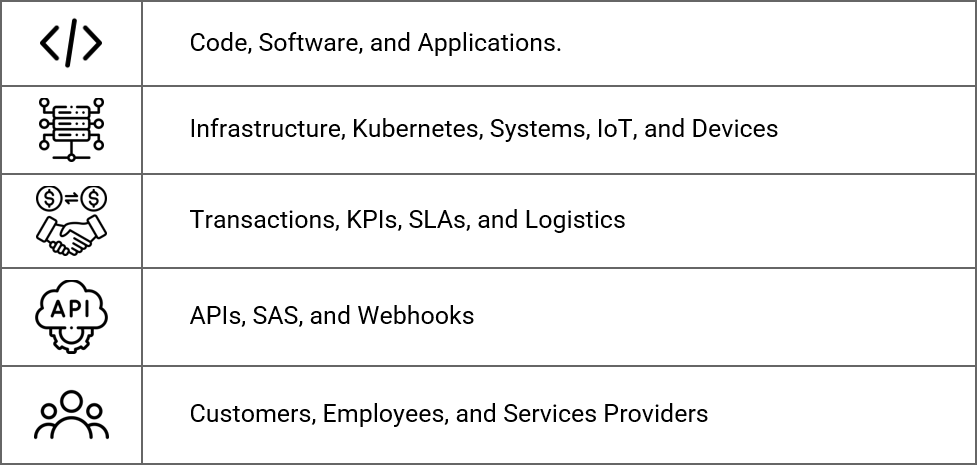 </>
Code, Software, and Applications.
Infrastructure, Kubernetes, Systems, IoT, and Devices
$ $
Transactions, KPIs, SLAs, and Logistics
API
APIs, SAS, and Webhooks
Customers, Employees, and Services Providers